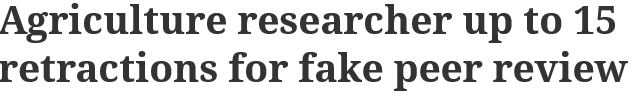 Agriculture researcher up to 15
retractions for fake peer review